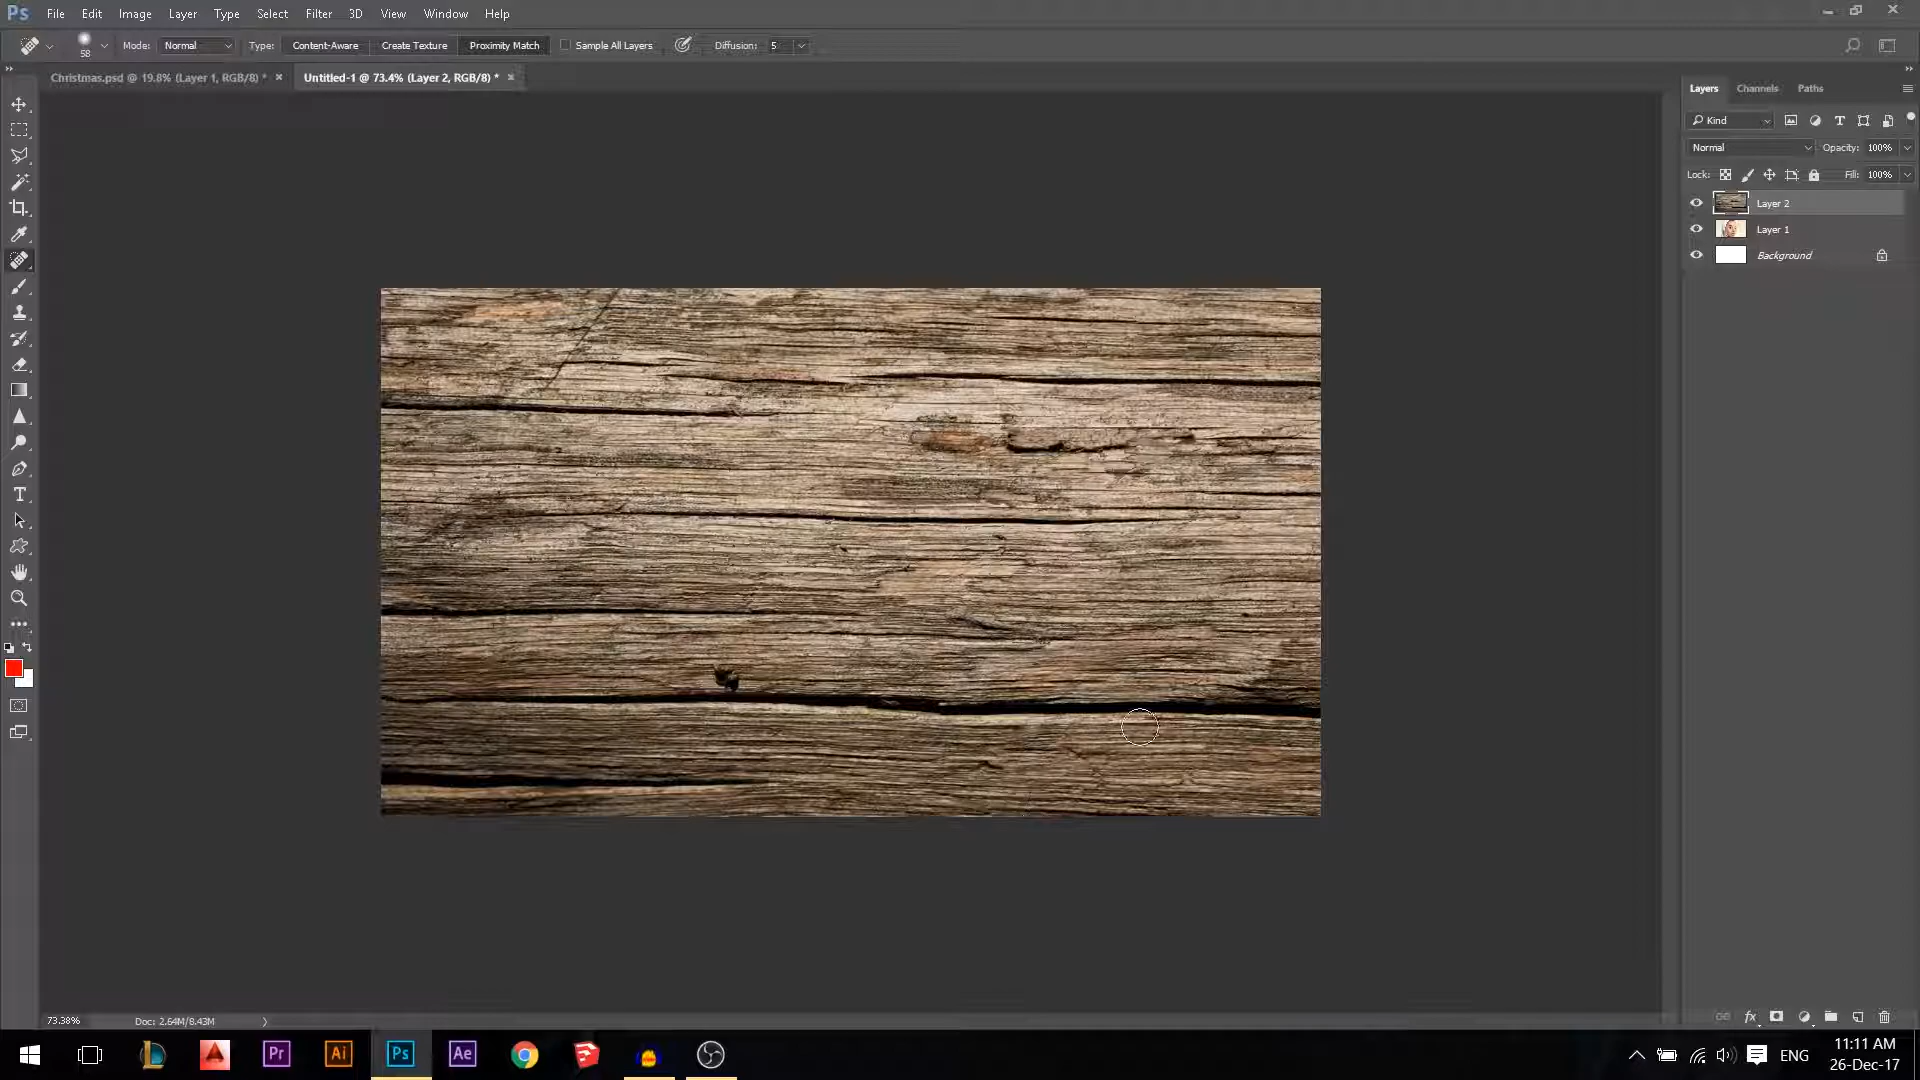 Ps File Edit Image Layer Type Select Filter 3D View Window Help
58 Mode: Normal Type: Content-Aware Create Texture Proximity Match Sample All Layers Diffusion: 5
Christmas.psd @ 19.8% (Layer 1, RGB/8) * Untitled-1 @ 73.4% (Layer 2, RGB/8) *
Layers Channels Paths
Kind
Normal Opacity: 100%
Lock: Fill: 100%
Layer 2
Layer 1
Background
73.38% Doc: 2.64M/8.43M
Pr Ai Ps Ae ENG 11:11 AM
26-Dec-17